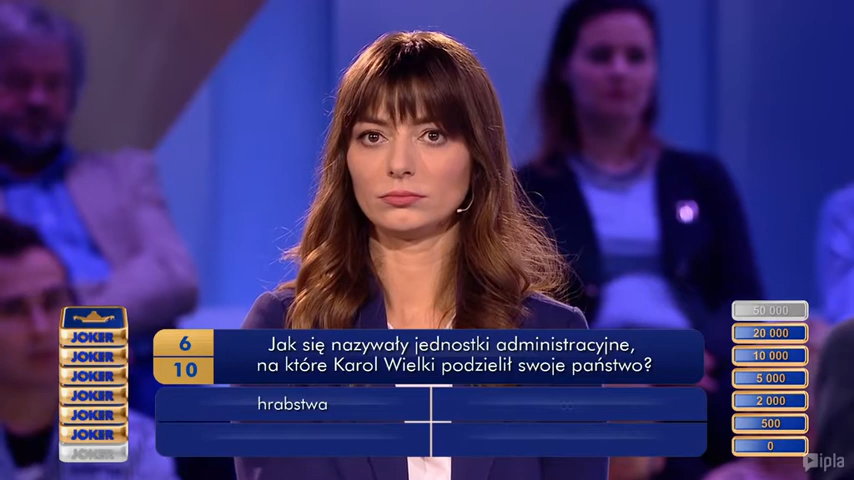 6
10
Jak się nazywały jednostki administracyjne,
na które Karol Wielki podzielił swoje państwo?
hrabstwa
JOKER
JOKER
JOKER
JOKER
JOKER
JOKER
JOKER
50 000
20 000
10 000
5 000
2 000
500
0
ipla